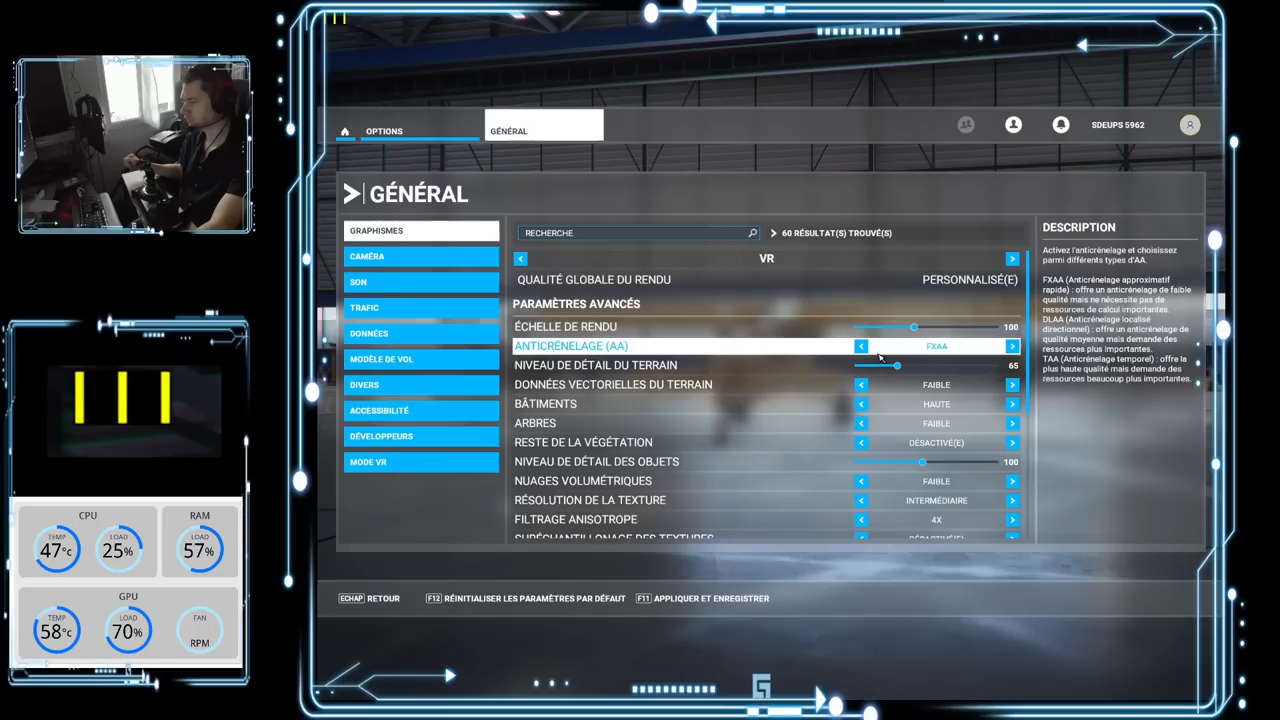 OPTIONS
GÉNÉRAL
SDEUPS 5962
GÉNÉRAL
GRAPHISMES
CAMÉRA
SON
TRAFIC
DONNÉES
MODÈLE DE VOL
DIVERS
ACCESSIBILITÉ
DÉVELOPPEURS
MODE VR
RECHERCHE
60 RÉSULTAT(S) TROUVÉ(S)
VR
QUALITÉ GLOBALE DU RENDU PERSONNALISÉ(E)
PARAMÈTRES AVANCÉS
ÉCHELLE DE RENDU 100
ANTICRÉNELAGE (AA) FXAA
NIVEAU DE DÉTAIL DU TERRAIN 65
DONNÉES VECTORIELLES DU TERRAIN FAIBLE
BÂTIMENTS HAUTE
ARBRES FAIBLE
RESTE DE LA VÉGÉTATION DÉSACTIVÉ(E)
NIVEAU DE DÉTAIL DES OBJETS 100
NUAGES VOLUMÉTRIQUES FAIBLE
RÉSOLUTION DE LA TEXTURE INTERMÉDIAIRE
FILTRAGE ANISOTROPE 4X
SUPÉCHANTILLONAGE DES TEXTURES DÉSACTIVÉ(E)
DESCRIPTION
Activez l'anticrénelage et choisissez
parmi différents types d'AA.
FXAA (Anticrénelage approximatif
rapide) : offre un anticrénelage de faible
qualité mais ne nécessite pas de
ressources de calcul importantes.
DLAA (Anticrénelage localisé
directionnel) : offre un anticrénelage de
qualité moyenne mais demande des
ressources plus importantes.
TAA (Anticrénelage temporel) : offre la
plus haute qualité mais demande des
ressources beaucoup plus importantes.
ECHAP RETOUR
F12 RÉINITIALISER LES PARAMÈTRES PAR DÉFAUT
F11 APPLIQUER ET ENREGISTRER
CPU
TEMP
47°c
LOAD
25%
RAM
LOAD
57%
GPU
TEMP
58°c
LOAD
70%
FAN
RPM